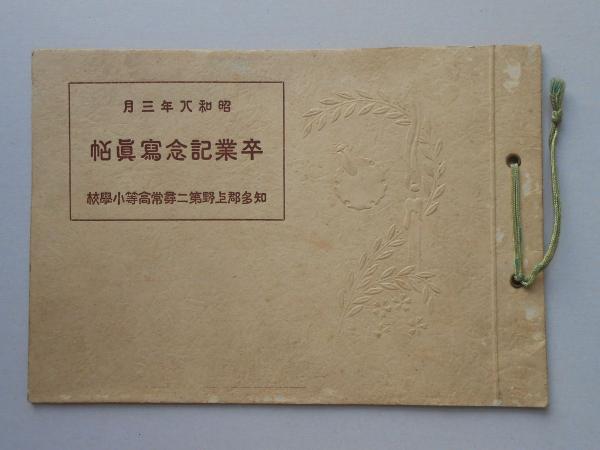 昭和八年三月
卒業記念寫眞帖
知多郡上野第二尋常高等小學校